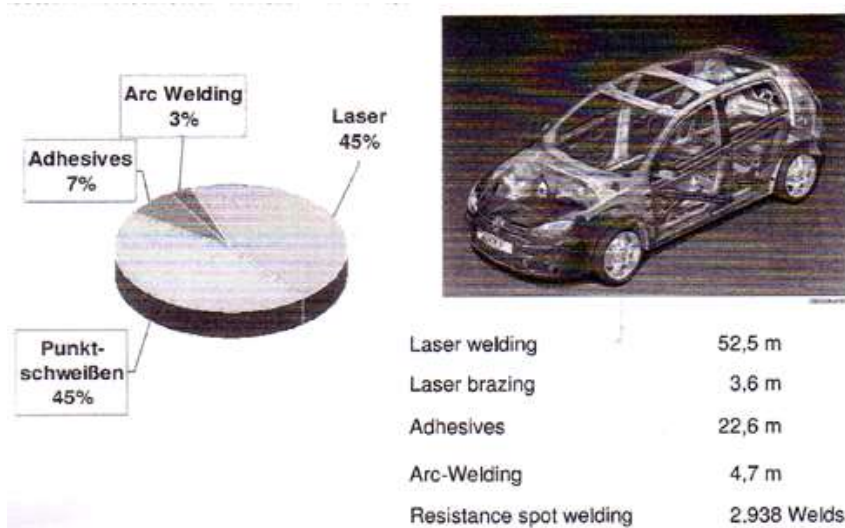 Arc Welding
3%
Laser
45%
Adhesives
7%
Punkt-
schweißen
45%
Laser welding 52,5 m
Laser brazing 3,6 m
Adhesives 22,6 m
Arc-Welding 4,7 m
Resistance spot welding 2.938 Welds